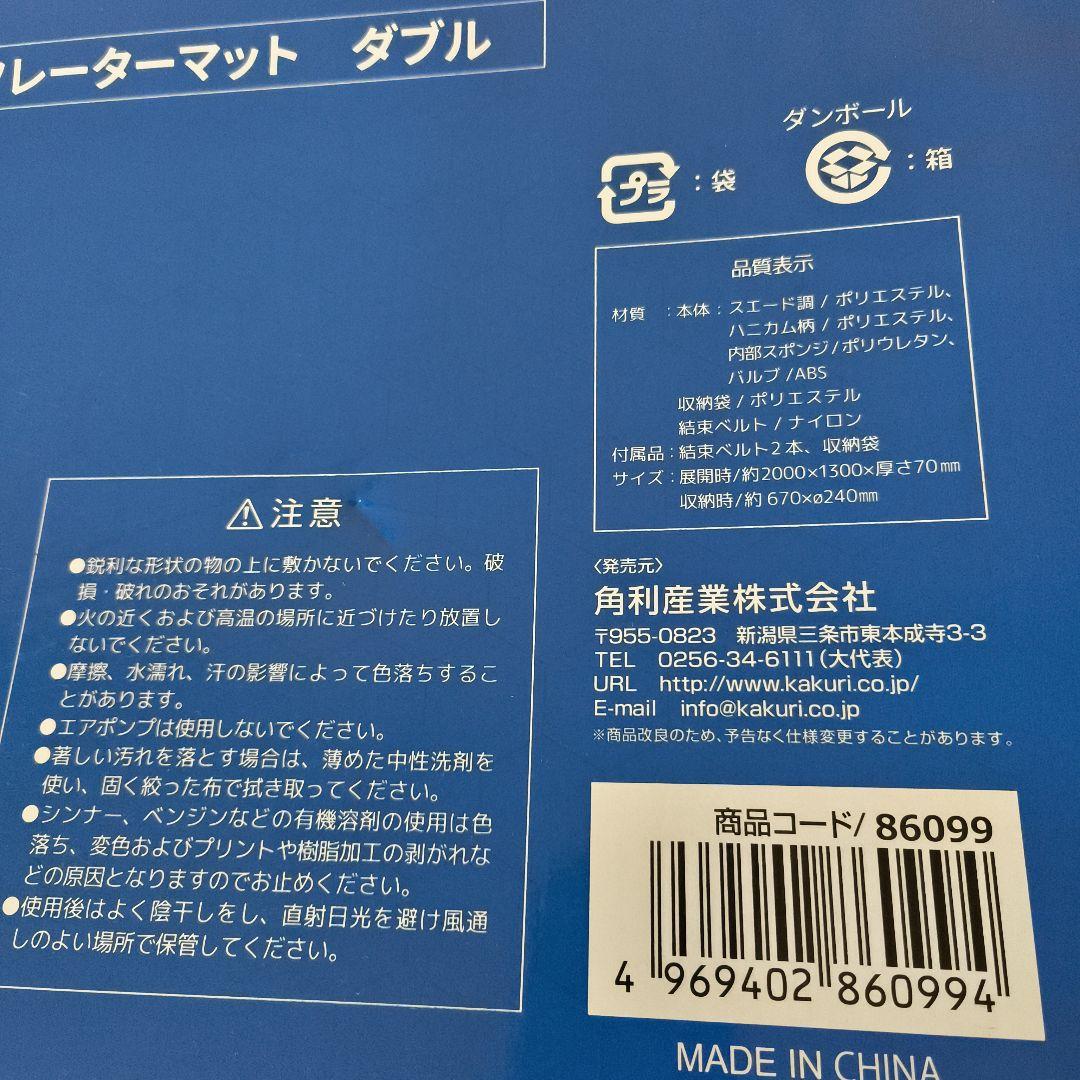 レーターマット　ダブル
ダンボール
プラ：袋
：箱
品質表示
材質　：本体：スエード調 / ポリエステル、
ハニカム柄 / ポリエステル、
内部スポンジ/ポリウレタン、
バルブ /ABS
収納袋 / ポリエステル
結束ベルト / ナイロン
付属品：結束ベルト2本、収納袋
サイズ：展開時/約2000×1300×厚さ70㎜
収納時/約 670×ø240㎜
⚠注意
●鋭利な形状の物の上に敷かないでください。破
損・破れのおそれがあります。
●火の近くおよび高温の場所に近づけたり放置し
ないでください。
●摩擦、水濡れ、汗の影響によって色落ちするこ
とがあります。
●エアポンプは使用しないでください。
●著しい汚れを落とす場合は、薄めた中性洗剤を
使い、固く絞った布で拭き取ってください。
●シンナー、ベンジンなどの有機溶剤の使用は色
落ち、変色およびプリントや樹脂加工の剥がれな
どの原因となりますのでお止めください。
●使用後はよく陰干しをし、直射日光を避け風通
しのよい場所で保管してください。
〈発売元〉
角利産業株式会社
〒955-0823　新潟県三条市東本成寺3-3
TEL　0256-34-6111（大代表）
URL　http://www.kakuri.co.jp/
E-mail　info@kakuri.co.jp
※商品改良のため、予告なく仕様変更することがあります。
商品コード/ 86099
4 969402 860994
MADE IN CHINA